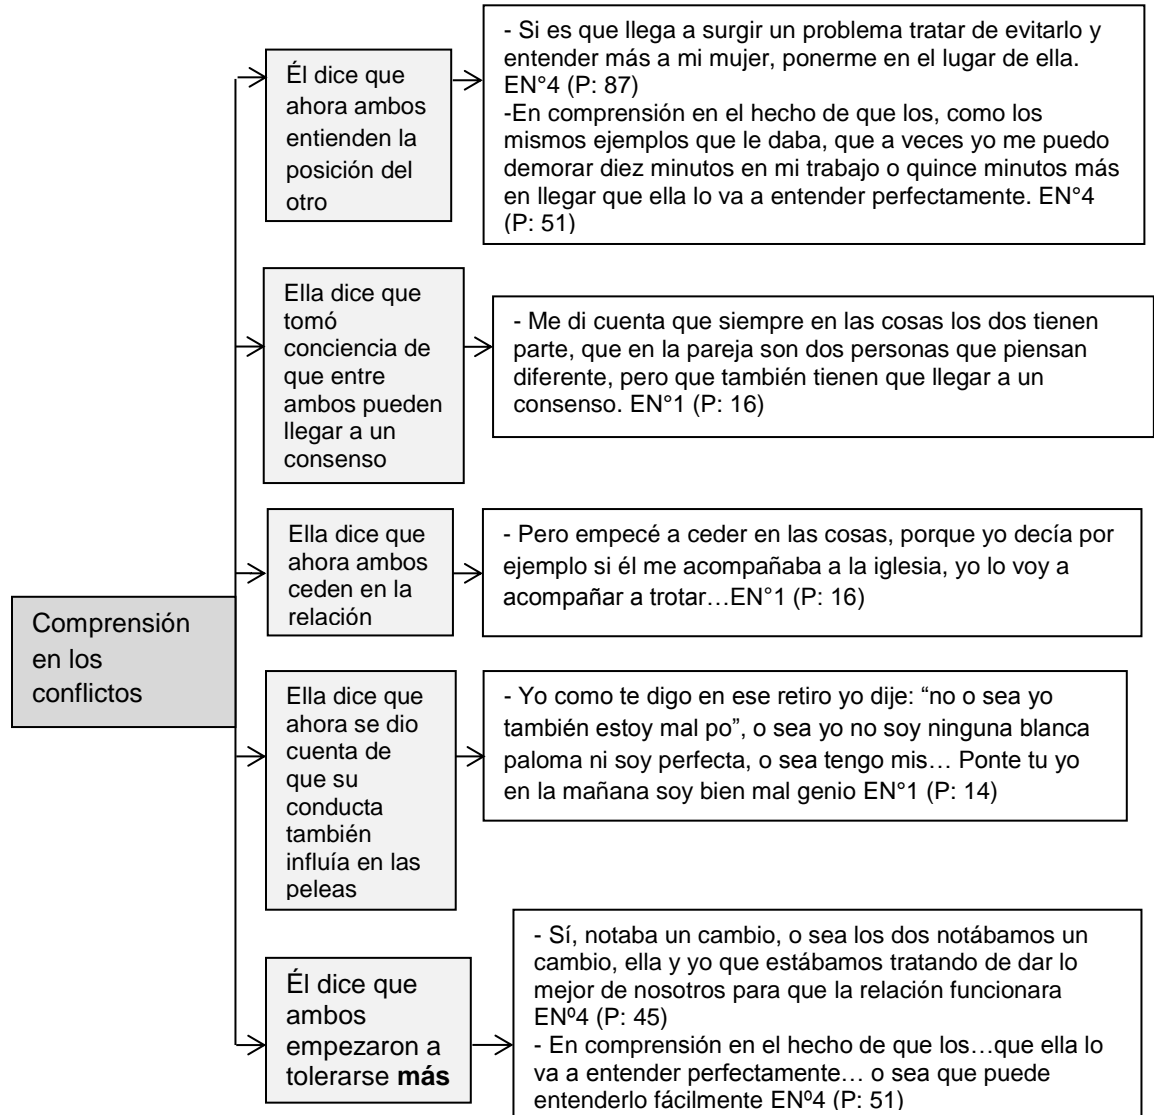 Comprensión
en los
conflictos
Él dice que
ahora ambos
entienden la
posición del
otro
- Si es que llega a surgir un problema tratar de evitarlo y
entender más a mi mujer, ponerme en el lugar de ella.
EN°4 (P: 87)
-En comprensión en el hecho de que los, como los
mismos ejemplos que le daba, que a veces yo me puedo
demorar diez minutos en mi trabajo o quince minutos más
en llegar que ella lo va a entender perfectamente. EN°4
(P: 51)
Ella dice que
tomó
conciencia de
que entre
ambos pueden
llegar a un
consenso
- Me di cuenta que siempre en las cosas los dos tienen
parte, que en la pareja son dos personas que piensan
diferente, pero que también tienen que llegar a un
consenso. EN°1 (P: 16)
Ella dice que
ahora ambos
ceden en la
relación
- Pero empecé a ceder en las cosas, porque yo decía por
ejemplo si él me acompañaba a la iglesia, yo lo voy a
acompañar a trotar…EN°1 (P: 16)
Ella dice que
ahora se dio
cuenta de
que su
conducta
también
influía en las
peleas
- Yo como te digo en ese retiro yo dije: “no o sea yo
también estoy mal po”, o sea yo no soy ninguna blanca
paloma ni soy perfecta, o sea tengo mis… Ponte tu yo
en la mañana soy bien mal genio EN°1 (P: 14)
Él dice que
ambos
empezaron a
tolerarse más
- Sí, notaba un cambio, o sea los dos notábamos un
cambio, ella y yo que estábamos tratando de dar lo
mejor de nosotros para que la relación funcionara
ENº4 (P: 45)
- En comprensión en el hecho de que los…que ella lo
va a entender perfectamente… o sea que puede
entenderlo fácilmente ENº4 (P: 51)